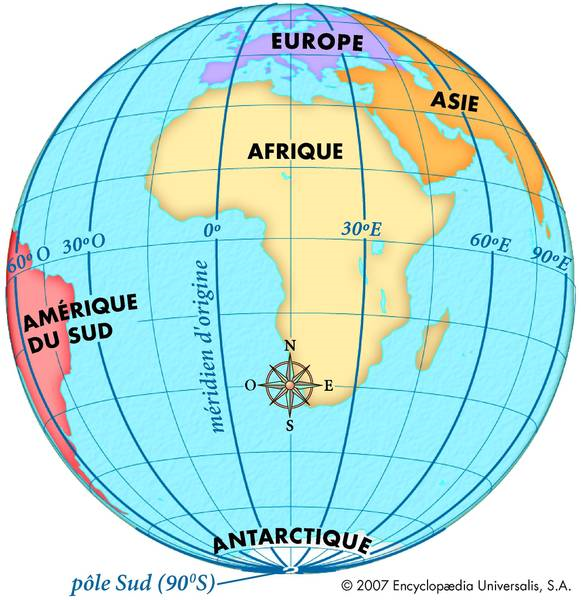 EUROPE
ASIE
AFRIQUE
60°O
30°O
0°
30°E
60°E
90°E
méridien d'origine
AMÉRIQUE
DU SUD
N
O
E
S
ANTARCTIQUE
pôle Sud (90°S)
© 2007 Encyclopædia Universalis, S.A.